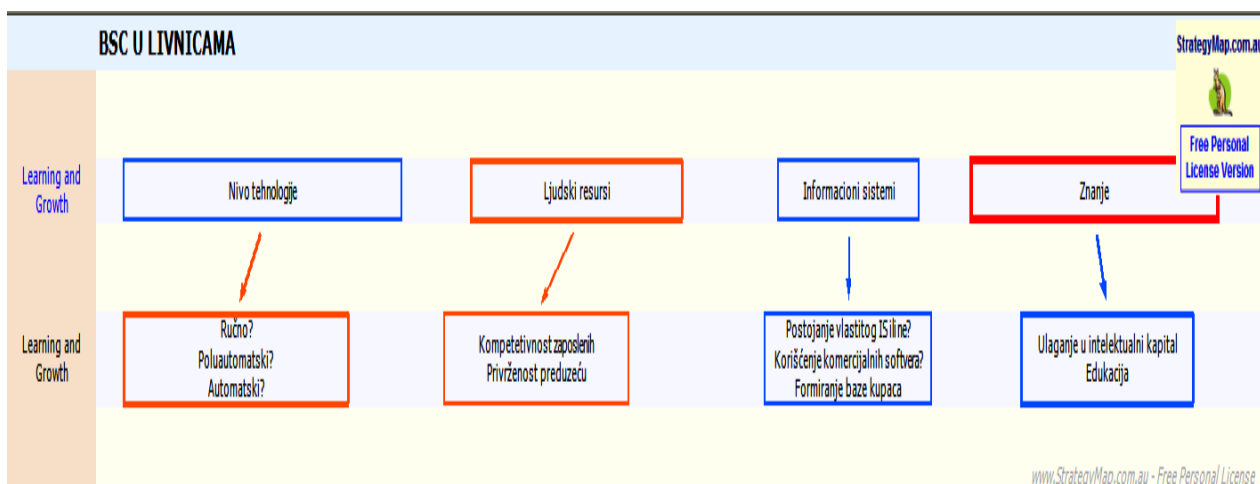 BSC U LIVNICAMA
StrategyMap.com.au
Free Personal
License Version
Learning and
Growth
Nivo tehnologije
Ljudski resursi
Informacioni sistemi
Znanje
Learning and
Growth
Ručno?
Poluautomatski?
Automatski?
Kompetetivnost zaposlenih
Privrženost preduzeću
Postojanje vlastitog IS iline?
Korišćenje komercijalnih softvera?
Formiranje baze kupaca
Ulaganje u intelektualni kapital
Edukacija
www.StrategyMap.com.au - Free Personal License